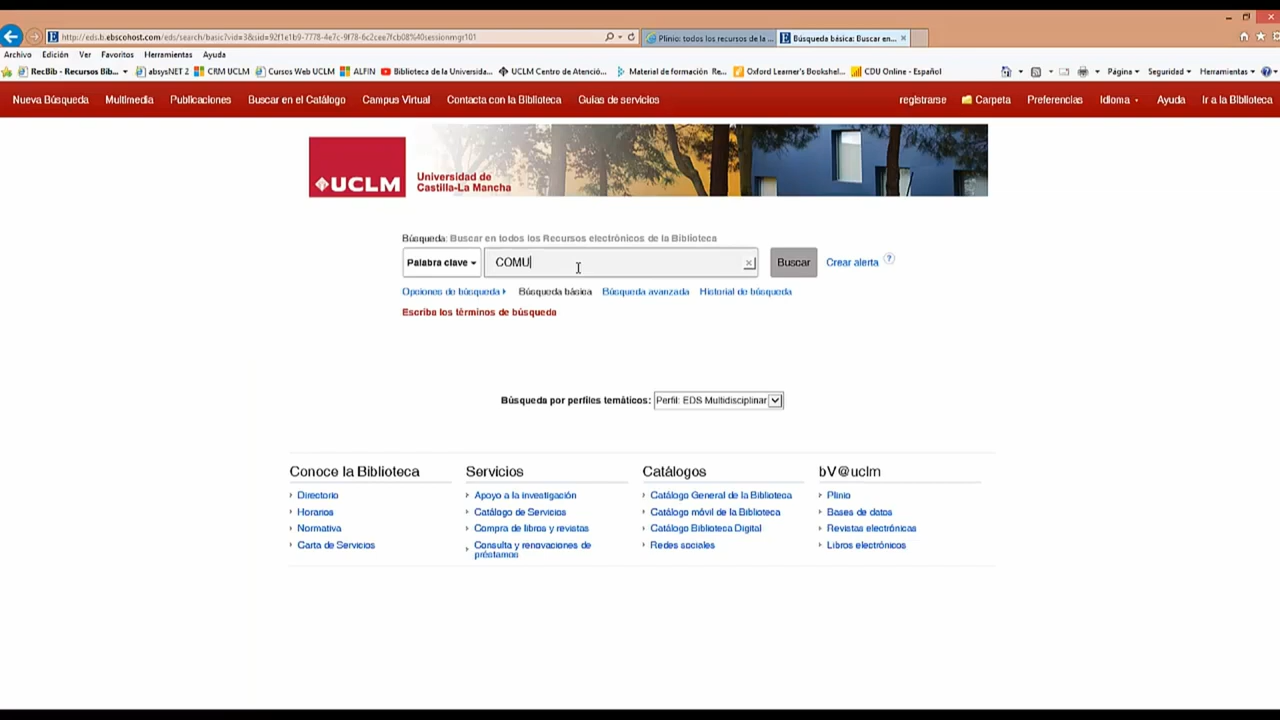 http://eds.b.ebscohost.com/eds/search/basic?vid=3&sid=92f1e1b9-7778-4e7c-9f78-6c2cee7fcb08%40sessionmgr101
Plinio: todos los recursos de la ...
Búsqueda básica: Buscar en...
Archivo Edición Ver Favoritos Herramientas Ayuda
RecBib - Recursos Bib... absysNET 2 CRM UCLM Cursos Web UCLM ALFIN Biblioteca de la Universida... UCLM Centro de Atenció... Material de formación Re... Oxford Learner's Bookshel... CDU Online - Español Página Seguridad Herramientas
Nueva Búsqueda Multimedia Publicaciones Buscar en el Catálogo Campus Virtual Contacta con la Biblioteca Guías de servicios registrarse Carpeta Preferencias Idioma Ayuda Ir a la Biblioteca
UCLM
Universidad de
Castilla-La Mancha
Búsqueda: Buscar en todos los Recursos electrónicos de la Biblioteca
Palabra clave COMU Buscar Crear alerta ?
Opciones de búsqueda Búsqueda básica Búsqueda avanzada Historial de búsqueda
Escriba los términos de búsqueda
Búsqueda por perfiles temáticos: Perfil: EDS Multidisciplinar
Conoce la Biblioteca
Directorio
Horarios
Normativa
Carta de Servicios
Servicios
Apoyo a la investigación
Catálogo de Servicios
Compra de libros y revistas
Consulta y renovaciones de
préstamos
Catálogos
Catálogo General de la Biblioteca
Catálogo móvil de la Biblioteca
Catálogo Biblioteca Digital
Redes sociales
bV@uclm
Plinio
Bases de datos
Revistas electrónicas
Libros electrónicos